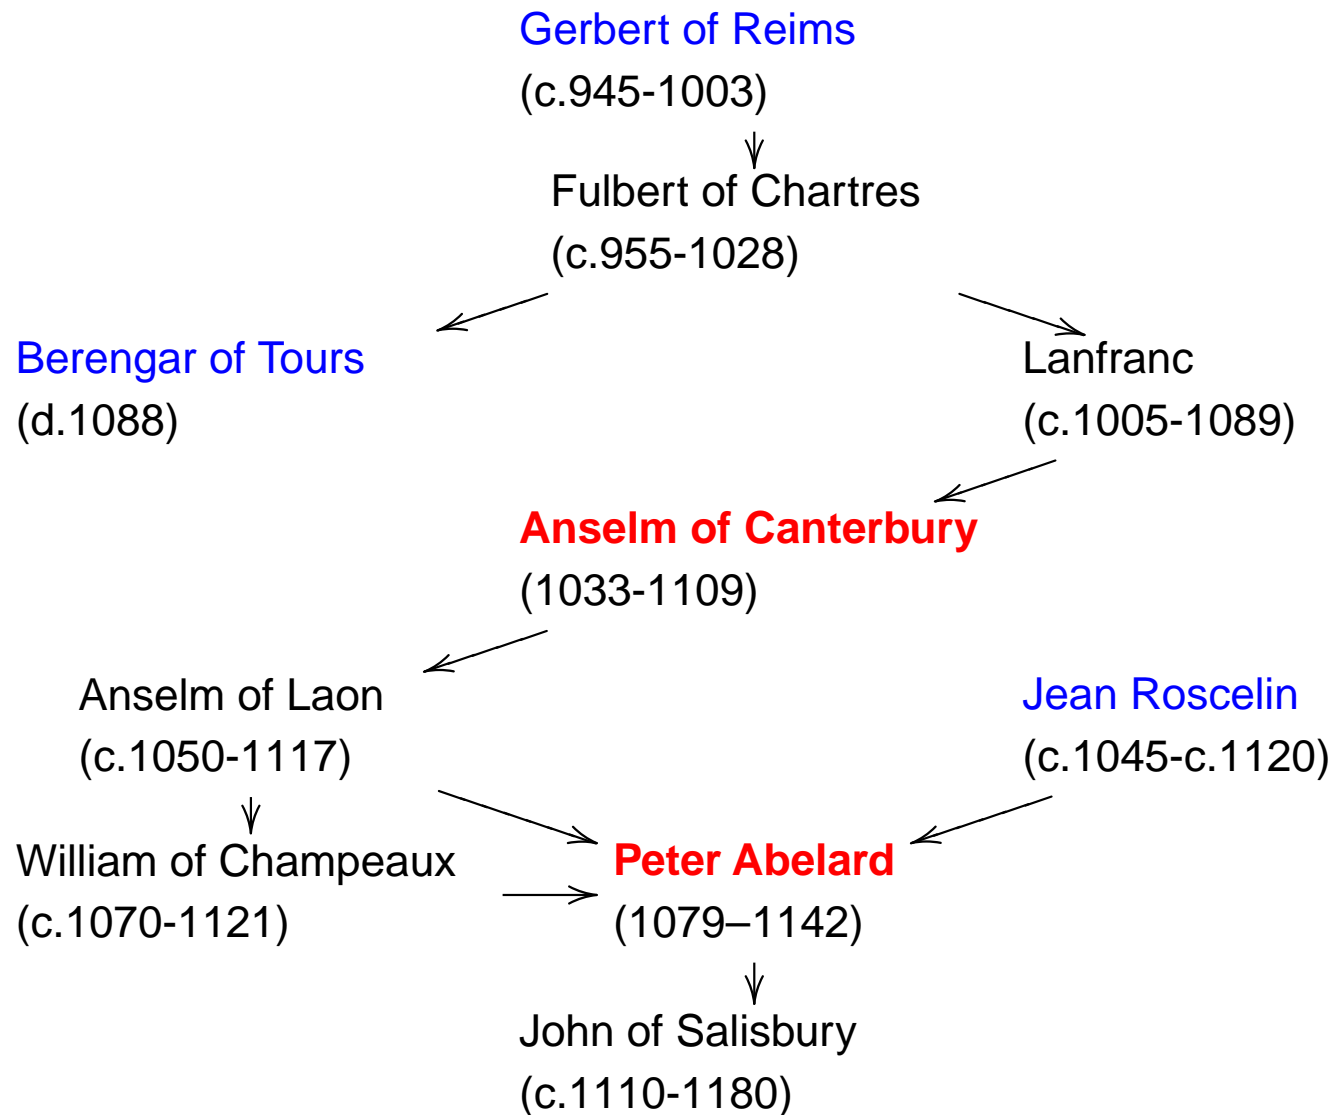 Gerbert of Reims
(c.945-1003)
Fulbert of Chartres
(c.955-1028)
Berengar of Tours
(d.1088)
Lanfranc
(c.1005-1089)
Anselm of Canterbury
(1033-1109)
Anselm of Laon
(c.1050-1117)
Jean Roscelin
(c.1045-c.1120)
William of Champeaux
(c.1070-1121)
Peter Abelard
(1079–1142)
John of Salisbury
(c.1110-1180)